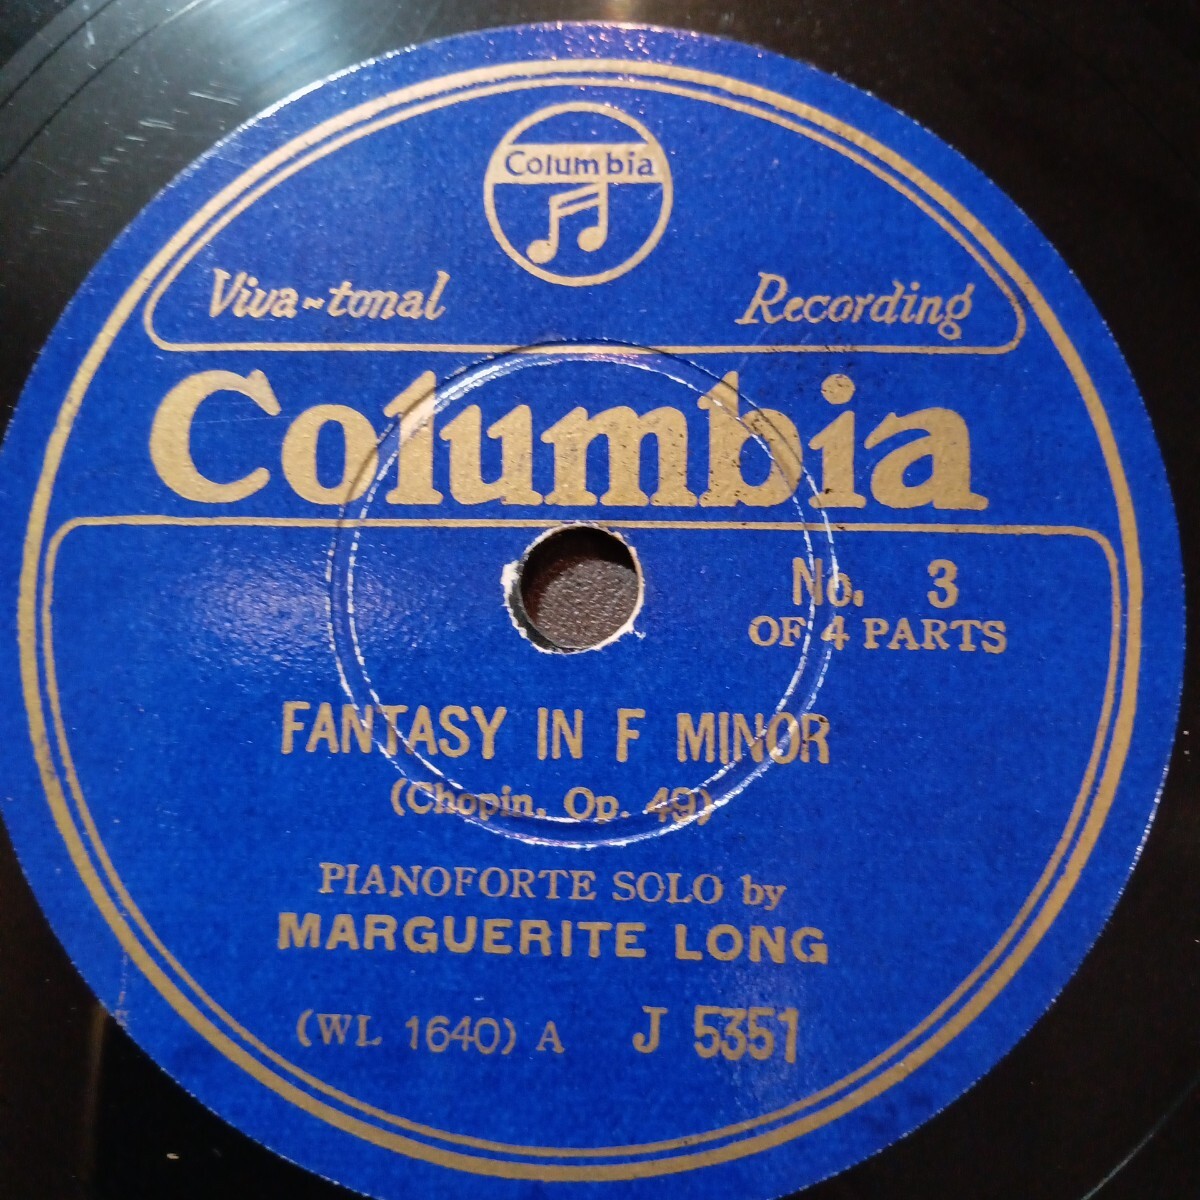 Columbia
Viva~tonal Recording
Columbia
No. 3
OF 4 PARTS
FANTASY IN F MINOR
(Chopin, Op. 49)
PIANOFORTE SOLO by
MARGUERITE LONG
(WL 1640) A J 5351